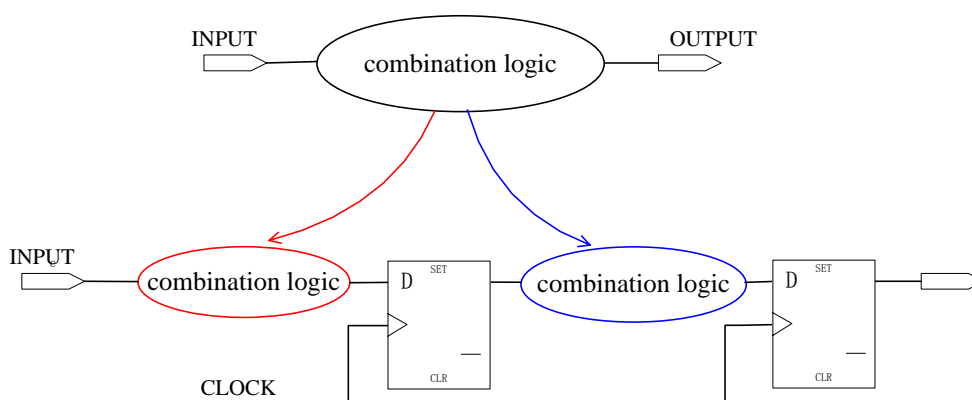 INPUT
OUTPUT
combination logic
INPUT
combination logic
D
SET
CLR
combination logic
D
SET
CLR
CLOCK